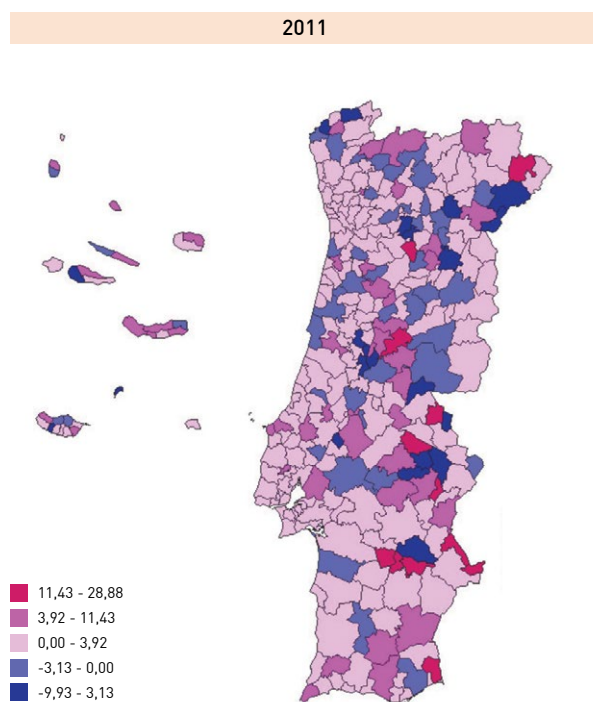 2011
11,43 - 28,88
3,92 - 11,43
0,00 - 3,92
-3,13 - 0,00
-9,93 - 3,13